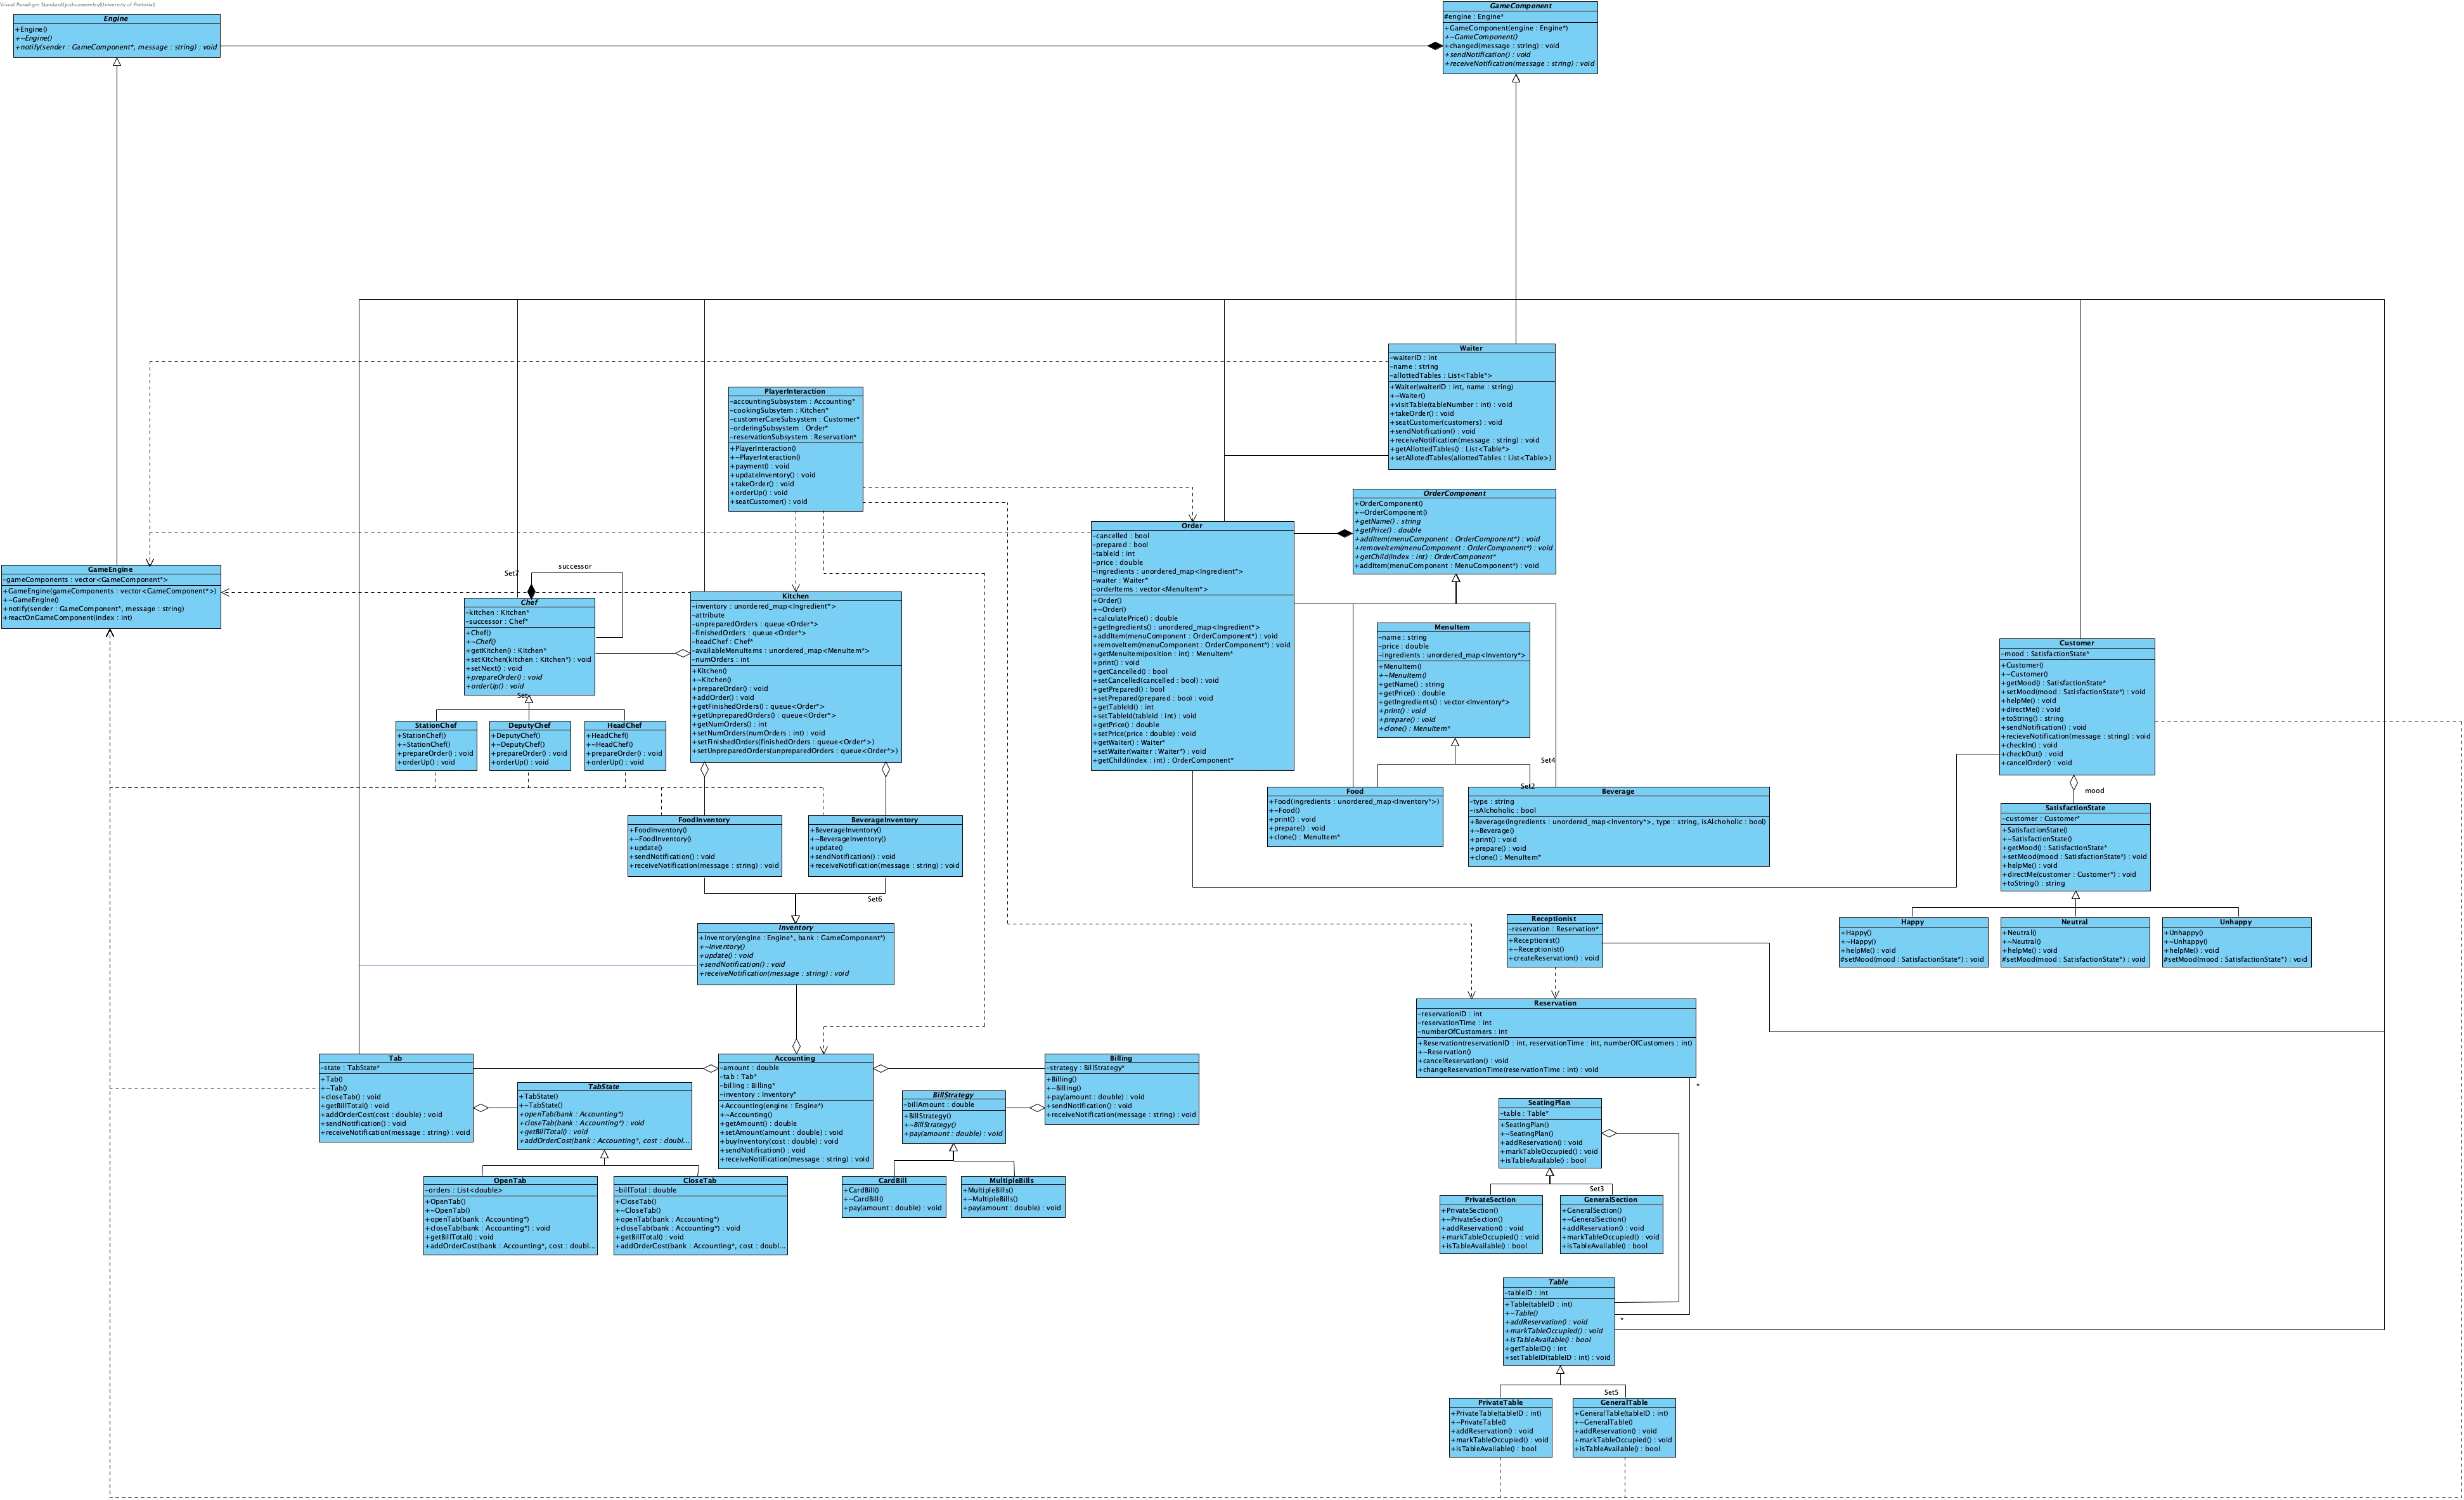 Visual Paradigm Standard(joshuawereley(University of Pretoria))
Engine
+Engine()
+~Engine()
+notify(sender : GameComponent*, message : string) : void
GameComponent
#engine : Engine*
+GameComponent(engine : Engine*)
+~GameComponent()
+changed(message : string) : void
+sendNotification() : void
+receiveNotification(message : string) : void
Waiter
-waiterID : int
-name : string
-allottedTables : List<Table*>
+Waiter(waiterID : int, name : string)
+~Waiter()
+visitTable(tableNumber : int) : void
+takeOrder() : void
+seatCustomer(customers) : void
+sendNotification() : void
+receiveNotification(message : string) : void
+getAllottedTables() : List<Table*>
+setAllotedTables(allottedTables : List<Table>)
PlayerInteraction
-accountingSubsystem : Accounting*
-cookingSubsytem : Kitchen*
-customerCareSubsystem : Customer*
-orderingSubsystem : Order*
-reservationSubsystem : Reservation*
+PlayerInteraction()
+~PlayerInteraction()
+payment() : void
+updateInventory() : void
+takeOrder() : void
+orderUp() : void
+seatCustomer() : void
OrderComponent
+OrderComponent()
+~OrderComponent()
+getName() : string
+getPrice() : double
+addItem(menuComponent : OrderComponent*) : void
+removeItem(menuComponent : OrderComponent*) : void
+getChild(index : int) : OrderComponent*
+addItem(menuComponent : MenuComponent*) : void
Order
-cancelled : bool
-prepared : bool
-tableId : int
-price : double
-ingredients : unordered_map<Ingredient*>
-waiter : Waiter*
-orderItems : vector<MenuItem*>
+Order()
+~Order()
+calculatePrice() : double
+getIngredients() : unordered_map<Ingredient*>
+addItem(menuComponent : OrderComponent*) : void
+removeItem(menuComponent : OrderComponent*) : void
+getMenuItem(position : int) : MenuItem*
+print() : void
+getCancelled() : bool
+setCancelled(cancelled : bool) : void
+getPrepared() : bool
+setPrepared(prepared : boo) : void
+getTableId() : int
+setTableId(tableId : int) : void
+getPrice() : double
+setPrice(price : double) : void
+getWaiter() : Waiter*
+setWaiter(waiter : Waiter*) : void
+getChild(index : int) : OrderComponent*
GameEngine
-gameComponents : vector<GameComponent*>
+GameEngine(gameComponents : vector<GameComponent*>)
+~GameEngine()
+notify(sender : GameComponent*, message : string)
+reactOnGameComponent(index : int)
Set7
successor
Chef
-kitchen : Kitchen*
-successor : Chef*
+Chef()
+~Chef()
+getKitchen() : Kitchen*
+setKitchen(kitchen : Kitchen*) : void
+setNext() : void
+prepareOrder() : void
+orderUp() : void
Set
Kitchen
-inventory : unordered_map<Ingredient*>
-attribute
-unpreparedOrders : queue<Order*>
-finishedOrders : queue<Order*>
-headChef : Chef*
-availableMenuItems : unordered_map<MenuItem*>
-numOrders : int
+Kitchen()
+~Kitchen()
+prepareOrder() : void
+addOrder() : void
+getFinishedOrders() : queue<Order*>
+getUnpreparedOrders() : queue<Order*>
+getNumOrders() : int
+setNumOrders(numOrders : int) : void
+setFinishedOrders(finishedOrders : queue<Order*>)
+setUnpreparedOrders(unpreparedOrders : queue<Order*>)
StationChef
+StationChef()
+~StationChef()
+prepareOrder() : void
+orderUp() : void
DeputyChef
+DeputyChef()
+~DeputyChef()
+prepareOrder() : void
+orderUp() : void
HeadChef
+HeadChef()
+~HeadChef()
+prepareOrder() : void
+orderUp() : void
MenuItem
-name : string
-price : double
-ingredients : unordered_map<Inventory*>
+MenuItem()
+~MenuItem()
+getName() : string
+getPrice() : double
+getIngredients() : vector<Inventory*>
+print() : void
+prepare() : void
+clone() : MenuItem*
Set4
Set2
Food
+Food(ingredients : unordered_map<Inventory*>)
+~Food()
+print() : void
+prepare() : void
+clone() : MenuItem*
Beverage
-type : string
-isAlchoholic : bool
+Beverage(ingredients : unordered_map<Inventory*>, type : string, isAlchoholic : bool)
+~Beverage()
+print() : void
+prepare() : void
+clone() : MenuItem*
Customer
-mood : SatisfactionState*
+Customer()
+~Customer()
+getMood() : SatisfactionState*
+setMood(mood : SatisfactionState*) : void
+helpMe() : void
+directMe() : void
+toString() : string
+sendNotification() : void
+recieveNotification(message : string) : void
+checkIn() : void
+checkOut() : void
+cancelOrder() : void
mood
SatisfactionState
-customer : Customer*
+SatisfactionState()
+~SatisfactionState()
+getMood() : SatisfactionState*
+setMood(mood : SatisfactionState*) : void
+helpMe() : void
+directMe(customer : Customer*) : void
+toString() : string
Happy
+Happy()
+~Happy()
+helpMe() : void
#setMood(mood : SatisfactionState*) : void
Neutral
+Neutral()
+~Neutral()
+helpMe() : void
#setMood(mood : SatisfactionState*) : void
Unhappy
+Unhappy()
+~Unhappy()
+helpMe() : void
#setMood(mood : SatisfactionState*) : void
FoodInventory
+FoodInventory()
+~FoodInventory()
+update()
+sendNotification() : void
+receiveNotification(message : string) : void
BeverageInventory
+BeverageInventory()
+~BeverageInventory()
+update()
+sendNotification() : void
+receiveNotification(message : string) : void
Set6
Inventory
+Inventory(engine : Engine*, bank : GameComponent*)
+~Inventory()
+update() : void
+sendNotification() : void
+receiveNotification(message : string) : void
Receptionist
-reservation : Reservation*
+Receptionist()
+~Receptionist()
+createReservation() : void
Reservation
-reservationID : int
-reservationTime : int
-numberOfCustomers : int
+Reservation(reservationID : int, reservationTime : int, numberOfCustomers : int)
+~Reservation()
+cancelReservation() : void
+changeReservationTime(reservationTime : int) : void
*
Tab
-state : TabState*
+Tab()
+~Tab()
+closeTab() : void
+getBillTotal() : void
+addOrderCost(cost : double) : void
+sendNotification() : void
+receiveNotification(message : string) : void
TabState
+TabState()
+~TabState()
+openTab(bank : Accounting*)
+closeTab(bank : Accounting*) : void
+getBillTotal() : void
+addOrderCost(bank : Accounting*, cost : doubl...
Accounting
-amount : double
-tab : Tab*
-billing : Billing*
-inventory : Inventory*
+Accounting(engine : Engine*)
+~Accounting()
+getAmount() : double
+setAmount(amount : double) : void
+buyInventory(cost : double) : void
+sendNotification() : void
+receiveNotification(message : string) : void
BillStrategy
-billAmount : double
+BillStrategy()
+~BillStrategy()
+pay(amount : double) : void
Billing
-strategy : BillStrategy*
+Billing()
+~Billing()
+pay(amount : double) : void
+sendNotification() : void
+receiveNotification(message : string) : void
OpenTab
-orders : List<double>
+OpenTab()
+~OpenTab()
+openTab(bank : Accounting*)
+closeTab(bank : Accounting*) : void
+getBillTotal() : void
+addOrderCost(bank : Accounting*, cost : doubl...
CloseTab
-billTotal : double
+CloseTab()
+~CloseTab()
+openTab(bank : Accounting*)
+closeTab(bank : Accounting*) : void
+getBillTotal() : void
+addOrderCost(bank : Accounting*, cost : doubl...
CardBill
+CardBill()
+~CardBill()
+pay(amount : double) : void
MultipleBills
+MultipleBills()
+~MultipleBills()
+pay(amount : double) : void
SeatingPlan
-table : Table*
+SeatingPlan()
+~SeatingPlan()
+addReservation() : void
+markTableOccupied() : void
+isTableAvailable() : bool
Set3
PrivateSection
+PrivateSection()
+~PrivateSection()
+addReservation() : void
+markTableOccupied() : void
+isTableAvailable() : bool
GeneralSection
+GeneralSection()
+~GeneralSection()
+addReservation() : void
+markTableOccupied() : void
+isTableAvailable() : bool
Table
-tableID : int
+Table(tableID : int)
+~Table()
+addReservation() : void
+markTableOccupied() : void
+isTableAvailable() : bool
+getTableID() : int
+setTableID(tableID : int) : void
*
Set5
PrivateTable
+PrivateTable(tableID : int)
+~PrivateTable()
+addReservation() : void
+markTableOccupied() : void
+isTableAvailable() : bool
GeneralTable
+GeneralTable(tableID : int)
+~GeneralTable()
+addReservation() : void
+markTableOccupied() : void
+isTableAvailable() : bool